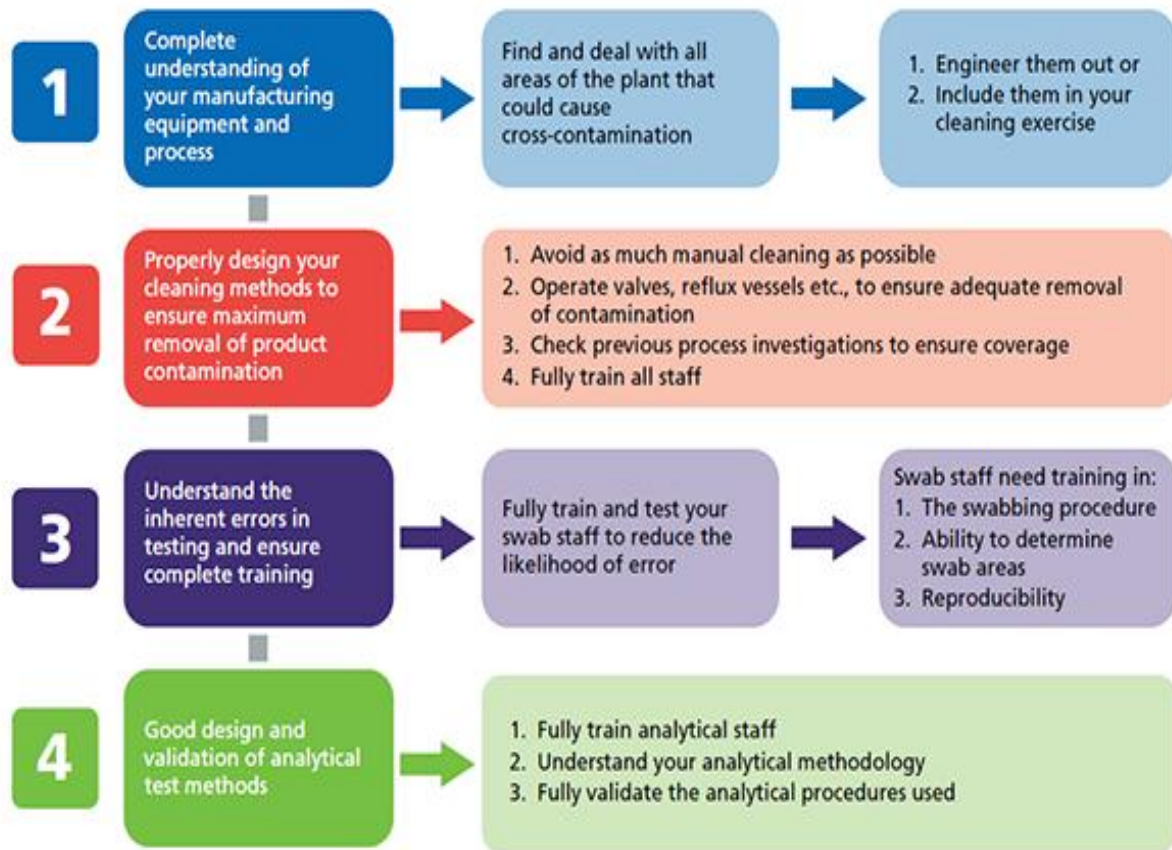 1
Complete
understanding of
your manufacturing
equipment and
process
Find and deal with all
areas of the plant that
could cause
cross-contamination
1. Engineer them out or
2. Include them in your
cleaning exercise
2
Properly design your
cleaning methods to
ensure maximum
removal of product
contamination
1. Avoid as much manual cleaning as possible
2. Operate valves, reflux vessels etc., to ensure adequate removal
of contamination
3. Check previous process investigations to ensure coverage
4. Fully train all staff
3
Understand the
inherent errors in
testing and ensure
complete training
Fully train and test your
swab staff to reduce the
likelihood of error
Swab staff need training in:
1. The swabbing procedure
2. Ability to determine
swab areas
3. Reproducibility
4
Good design and
validation of analytical
test methods
1. Fully train analytical staff
2. Understand your analytical methodology
3. Fully validate the analytical procedures used